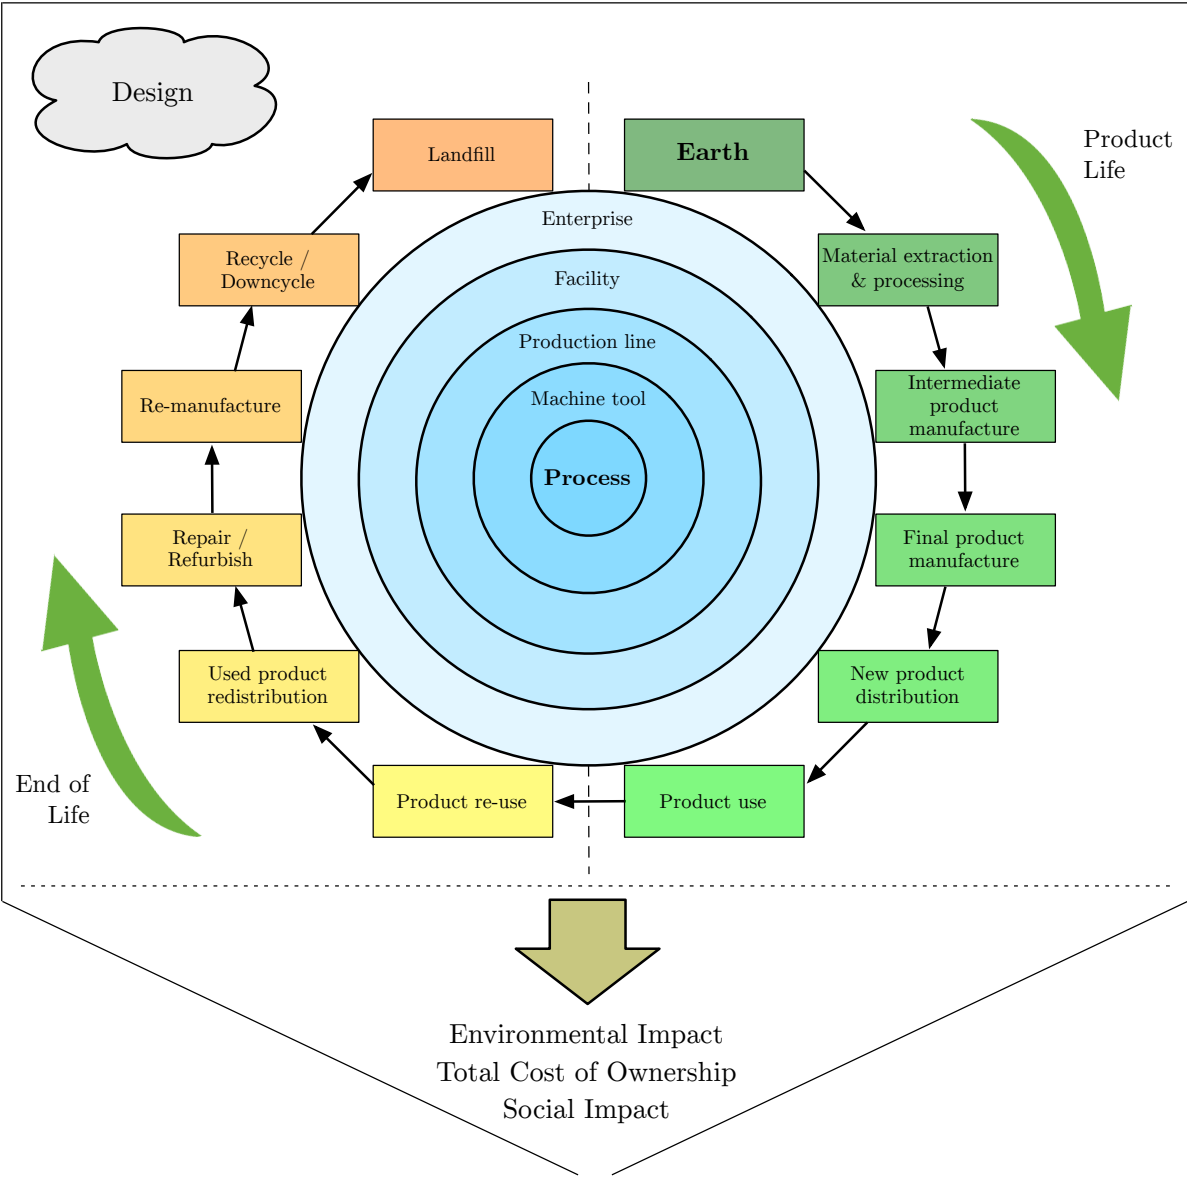 Design
Product
Life
Landfill
Earth
Enterprise
Recycle /
Downcycle
Facility
Material extraction
& processing
Production line
Re-manufacture
Machine tool
Intermediate
product
manufacture
Process
Repair /
Refurbish
Final product
manufacture
Used product
redistribution
New product
distribution
End of
Life
Product re-use
Product use
Environmental Impact
Total Cost of Ownership
Social Impact